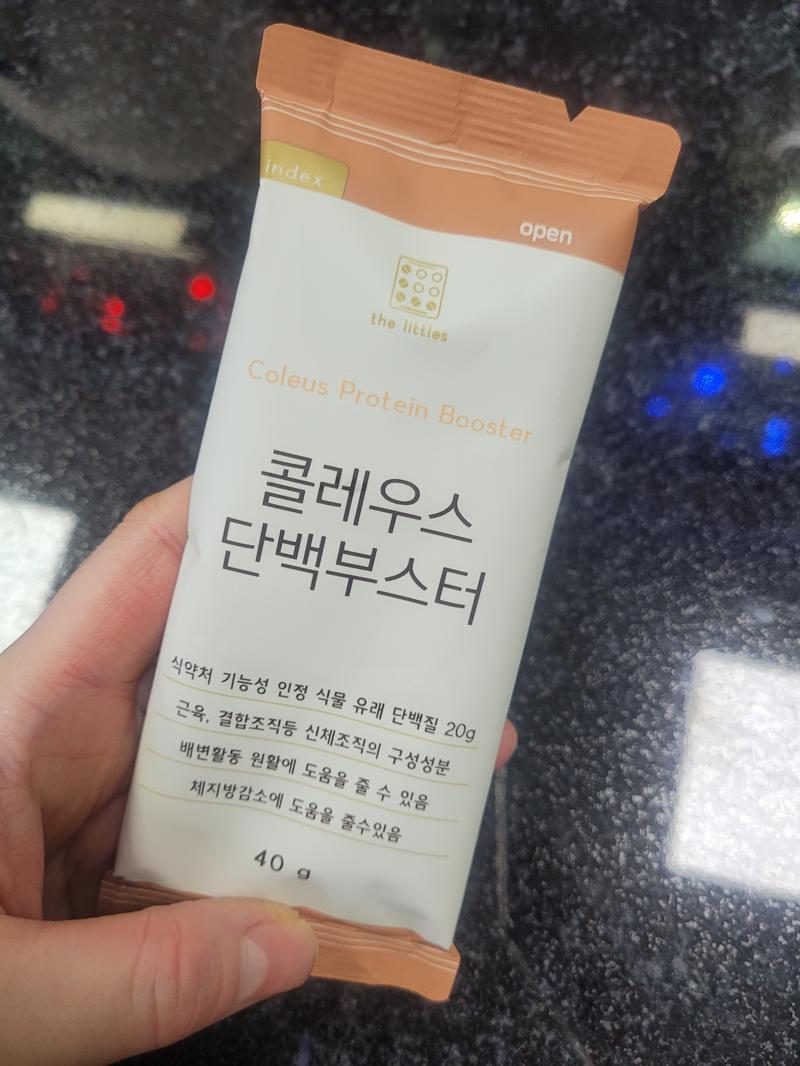 index
open
the littles
Coleus Protein Booster
콜레우스
단백부스터
식약처 기능성 인정 식물 유래 단백질 20g
근육, 결합조직등 신체조직의 구성성분
배변활동 원활에 도움을 줄 수 있음
체지방감소에 도움을 줄수있음
40 g